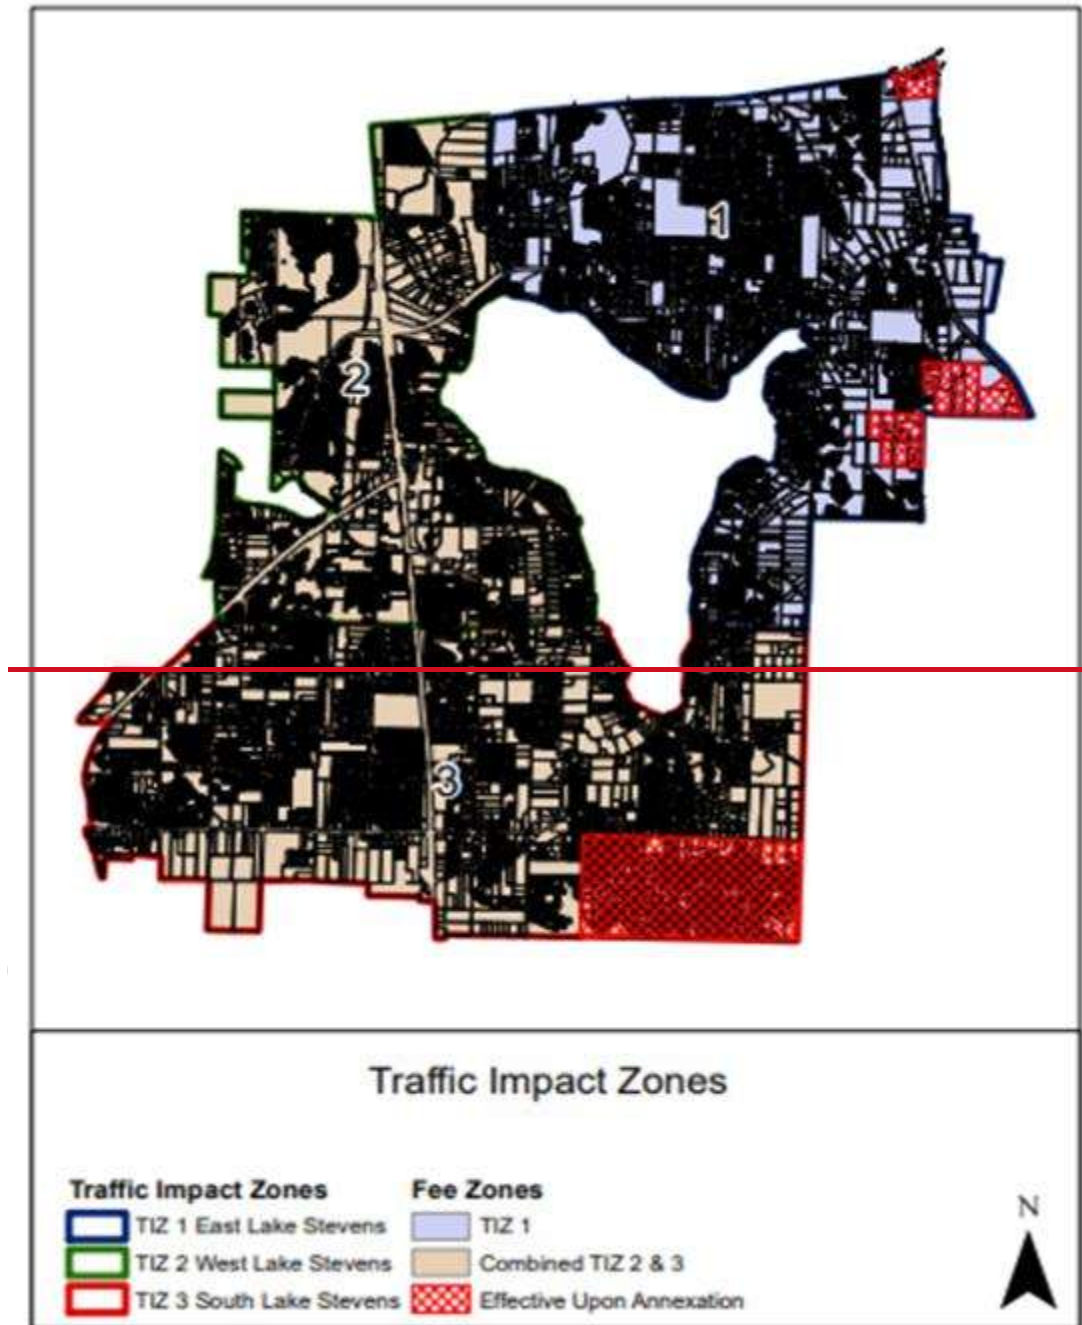 1
2
3
Traffic Impact Zones
Traffic Impact Zones
TIZ 1 East Lake Stevens
TIZ 2 West Lake Stevens
TIZ 3 South Lake Stevens
Fee Zones
TIZ 1
Combined TIZ 2 & 3
Effective Upon Annexation
N